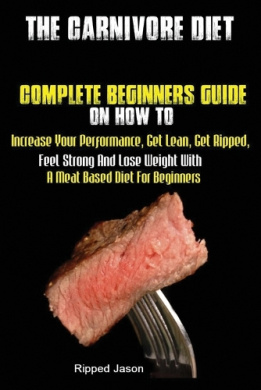 THE CARNIVORE DIET
COMPLETE BEGINNERS GUIDE
ON HOW TO
Increase Your Performance, Get Lean, Get Ripped,
Feel Strong And Lose Weight With
A Meat Based Diet For Beginners
Ripped Jason